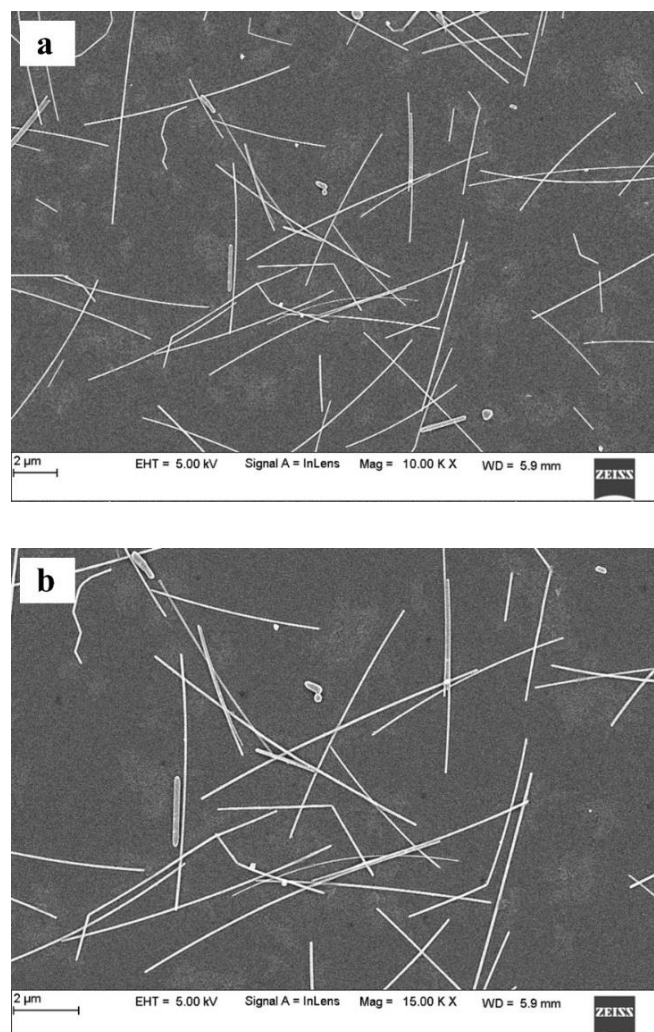 a
2 µm EHT = 5.00 kV Signal A = InLens Mag = 10.00 K X WD = 5.9 mm ZEISS
b
2 µm EHT = 5.00 kV Signal A = InLens Mag = 15.00 K X WD = 5.9 mm ZEISS